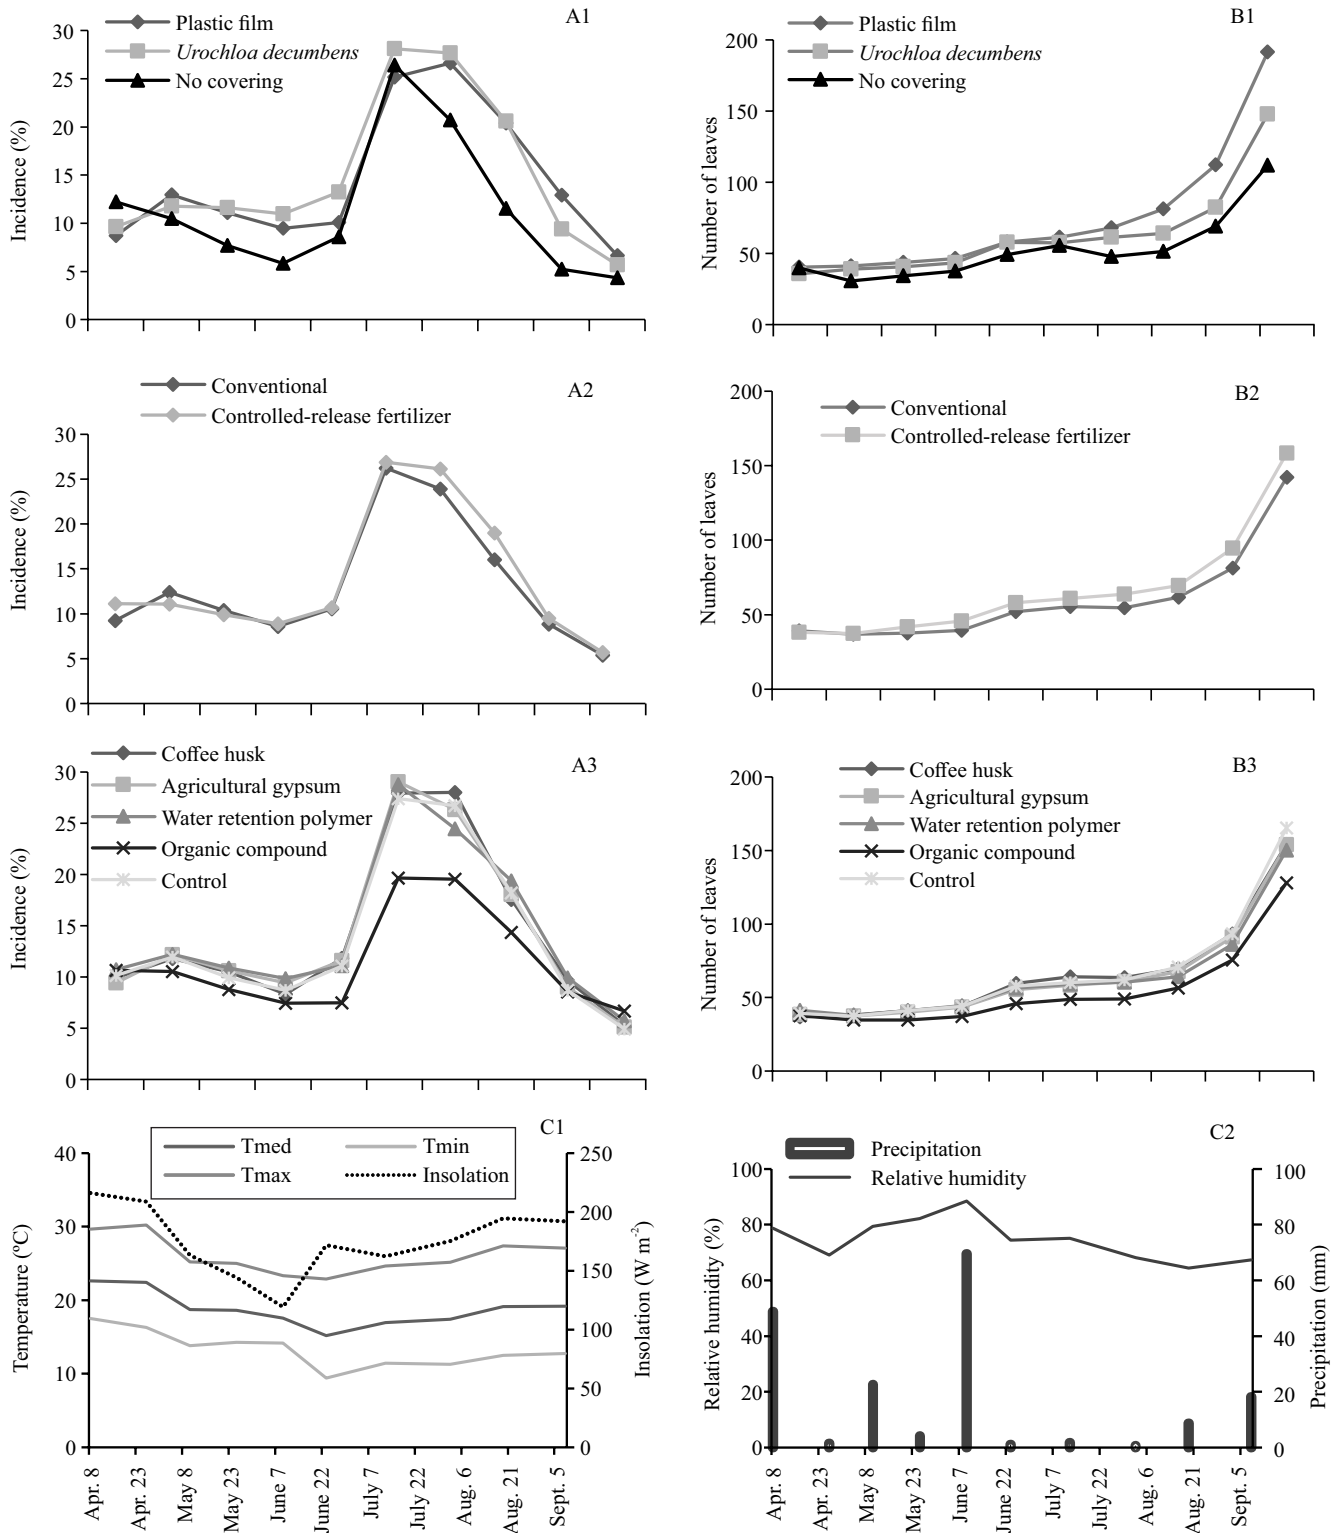 A1
Plastic film
Urochloa decumbens
No covering
30
25
20
15
10
5
0
Incidence (%)
B1
Plastic film
Urochloa decumbens
No covering
200
150
100
50
0
Number of leaves
A2
Conventional
Controlled-release fertilizer
30
25
20
15
10
5
0
Incidence (%)
B2
Conventional
Controlled-release fertilizer
200
150
100
50
0
Number of leaves
A3
Coffee husk
Agricultural gypsum
Water retention polymer
Organic compound
Control
30
25
20
15
10
5
0
Incidence (%)
B3
Coffee husk
Agricultural gypsum
Water retention polymer
Organic compound
Control
200
150
100
50
0
Number of leaves
C1
Tmed Tmin
Tmax Insolation
40
30
20
10
0
Temperature (ºC)
250
200
150
100
50
0
Insolation (W m-2)
Apr. 8
Apr. 23
May 8
May 23
June 7
June 22
July 7
July 22
Aug. 6
Aug. 21
Sept. 5
C2
Precipitation
Relative humidity
100
80
60
40
20
0
Relative humidity (%)
100
80
60
40
20
0
Precipitation (mm)
Apr. 8
Apr. 23
May 8
May 23
June 7
June 22
July 7
July 22
Aug. 6
Aug. 21
Sept. 5